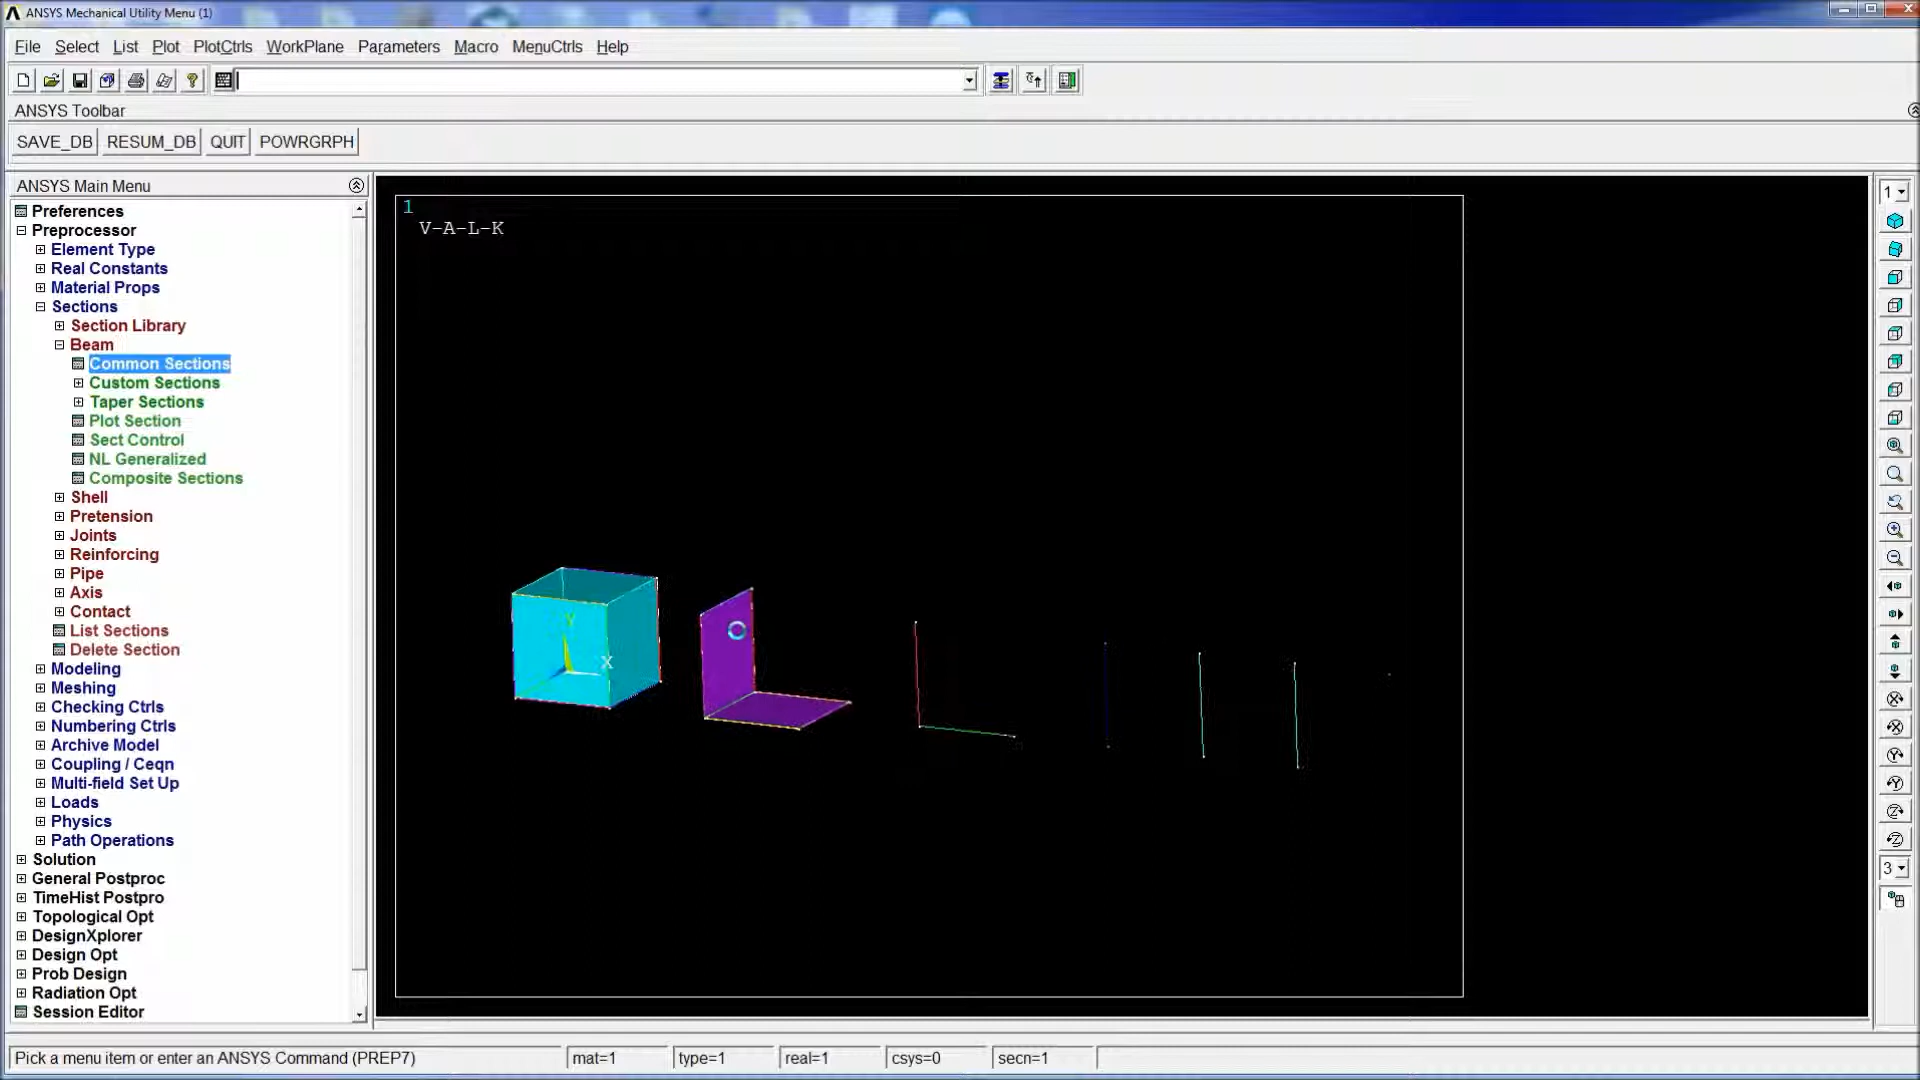 ANSYS Mechanical Utility Menu (1)
File Select List Plot PlotCtrls WorkPlane Parameters Macro MenuCtrls Help
ANSYS Toolbar
SAVE_DB RESUM_DB QUIT POWRGRPH
ANSYS Main Menu
Preferences
Preprocessor
Element Type
Real Constants
Material Props
Sections
Section Library
Beam
Common Sections
Custom Sections
Taper Sections
Plot Section
Sect Control
NL Generalized
Composite Sections
Shell
Pretension
Joints
Reinforcing
Pipe
Axis
Contact
List Sections
Delete Section
Modeling
Meshing
Checking Ctrls
Numbering Ctrls
Archive Model
Coupling / Ceqn
Multi-field Set Up
Loads
Physics
Path Operations
Solution
General Postproc
TimeHist Postpro
Topological Opt
DesignXplorer
Design Opt
Prob Design
Radiation Opt
Session Editor
1
V-A-L-K
Y
X
1
3
Pick a menu item or enter an ANSYS Command (PREP7) mat=1 type=1 real=1 csys=0 secn=1